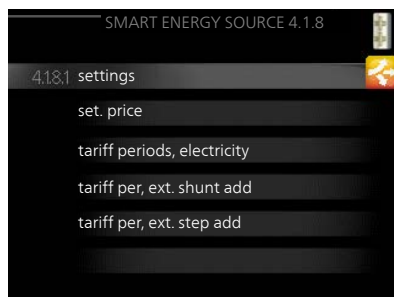 SMART ENERGY SOURCE 4.1.8
4.1.8.1 settings
set. price
tariff periods, electricity
tariff per, ext. shunt add
tariff per, ext. step add